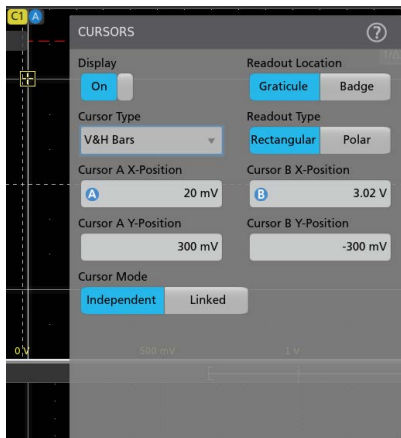 C1 A
CURSORS ?
Display Readout Location
On Graticule Badge
Cursor Type Readout Type
V&H Bars Rectangular Polar
Cursor A X-Position Cursor B X-Position
A 20 mV B 3.02 V
Cursor A Y-Position Cursor B Y-Position
300 mV -300 mV
Cursor Mode
Independent Linked
0 V 500 mV 1 V